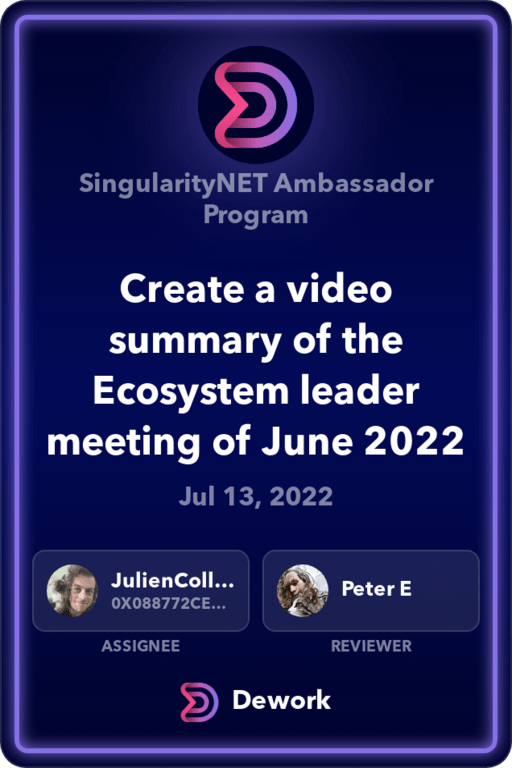 SingularityNET Ambassador
Program
Create a video
summary of the
Ecosystem leader
meeting of June 2022
Jul 13, 2022
JulienColl...
0X088772CE...
Peter E
ASSIGNEE
REVIEWER
Dework